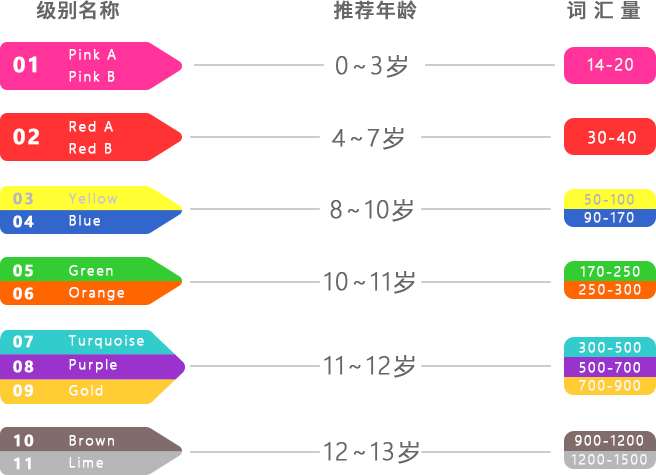 级别名称 推荐年龄 词汇量
01 Pink A
Pink B
0~3岁 14-20
02 Red A
Red B
4~7岁 30-40
03 Yellow 50-100
04 Blue 90-170
8~10岁
05 Green 170-250
06 Orange 250-300
10~11岁
07 Turquoise 300-500
08 Purple 11~12岁 500-700
09 Gold 700-900
10 Brown 900-1200
11 Lime 1200-1500
12~13岁